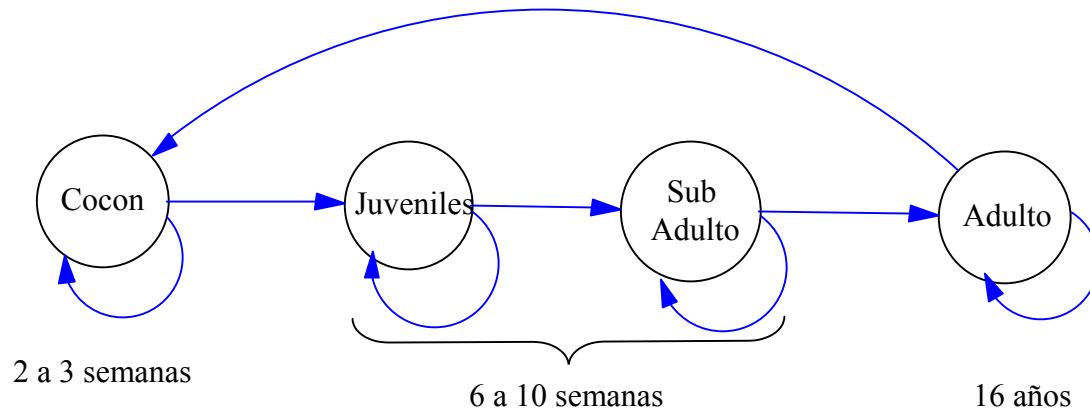 Cocon
Juveniles
Sub
Adulto
Adulto
2 a 3 semanas
6 a 10 semanas
16 años